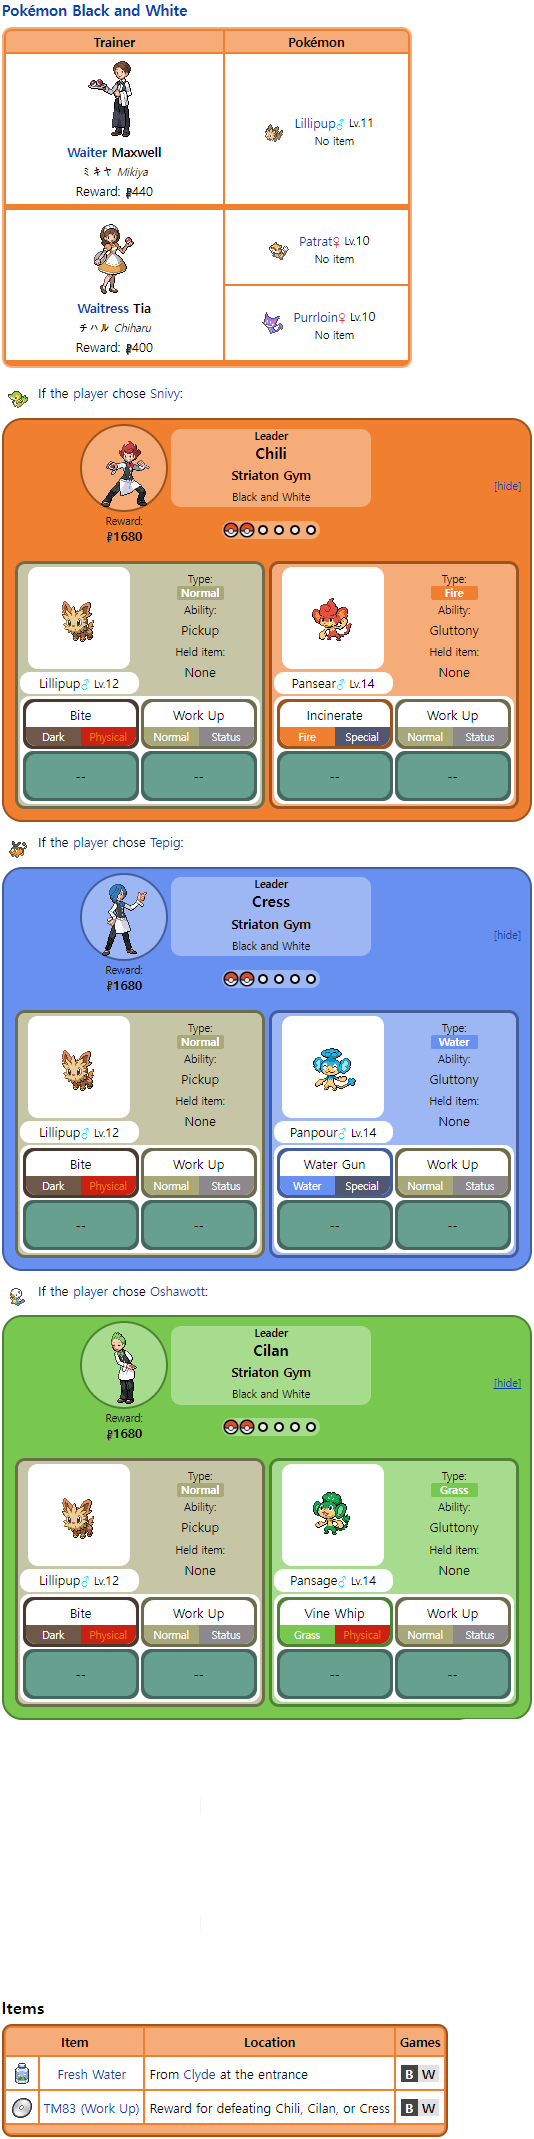 Pokémon Black and White
Trainer Pokémon
Waiter Maxwell
ミキヤ Mikiya
Reward: 440
Lillipup♂ Lv.11
No item
Waitress Tia
チハル Chiharu
Reward: 400
Patrat♀ Lv.10
No item
Purrloin♀ Lv.10
No item
If the player chose Snivy:
Leader
Chili
Striaton Gym
Black and White
[hide]
Reward:
1680
Type:
Normal
Ability:
Pickup
Held item:
None
Lillipup♂ Lv.12
Type:
Fire
Ability:
Gluttony
Held item:
None
Pansear♂ Lv.14
Bite Work Up Incinerate Work Up
Dark Physical Normal Status Fire Special Normal Status
-- -- -- --
If the player chose Tepig:
Leader
Cress
Striaton Gym
Black and White
[hide]
Reward:
1680
Type:
Normal
Ability:
Pickup
Held item:
None
Lillipup♂ Lv.12
Type:
Water
Ability:
Gluttony
Held item:
None
Panpour♂ Lv.14
Bite Work Up Water Gun Work Up
Dark Physical Normal Status Water Special Normal Status
-- -- -- --
If the player chose Oshawott:
Leader
Cilan
Striaton Gym
Black and White
[hide]
Reward:
1680
Type:
Normal
Ability:
Pickup
Held item:
None
Lillipup♂ Lv.12
Type:
Grass
Ability:
Gluttony
Held item:
None
Pansage♂ Lv.14
Bite Work Up Vine Whip Work Up
Dark Physical Normal Status Grass Physical Normal Status
-- -- -- --
Items
Item Location Games
Fresh Water From Clyde at the entrance B W
TM83 (Work Up) Reward for defeating Chili, Cilan, or Cress B W